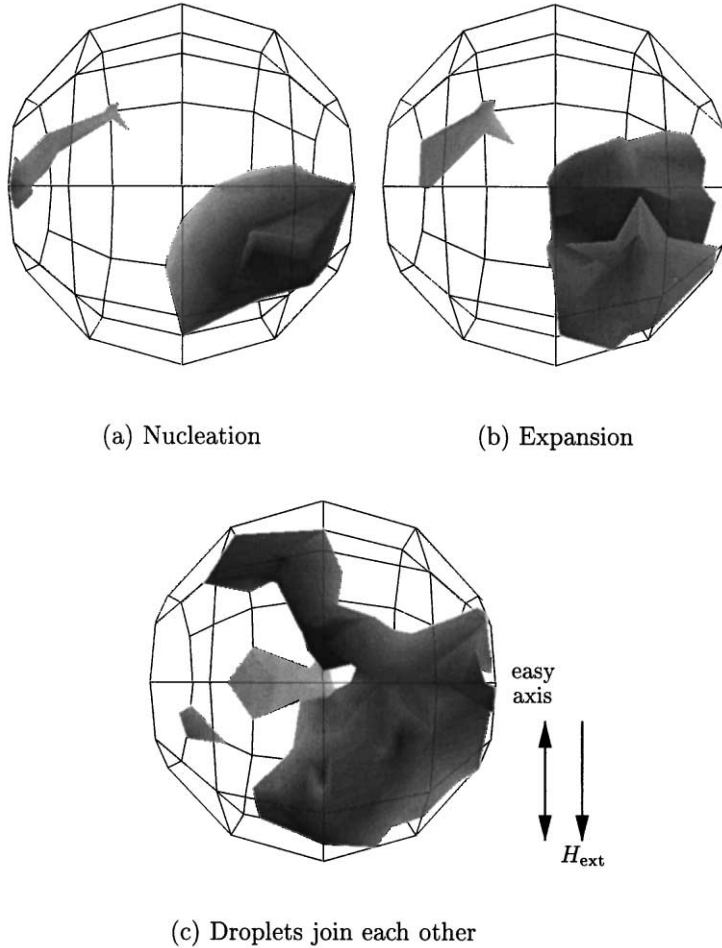 (a) Nucleation
(b) Expansion
easy
axis
H_ext
(c) Droplets join each other